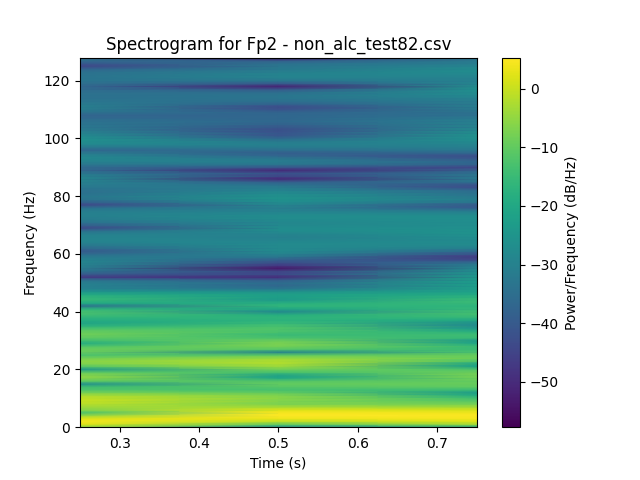 Spectrogram for Fp2 - non_alc_test82.csv
120
100
80
60
40
20
0
Frequency (Hz)
0.3 0.4 0.5 0.6 0.7
Time (s)
0
−10
−20
−30
−40
−50
Power/Frequency (dB/Hz)